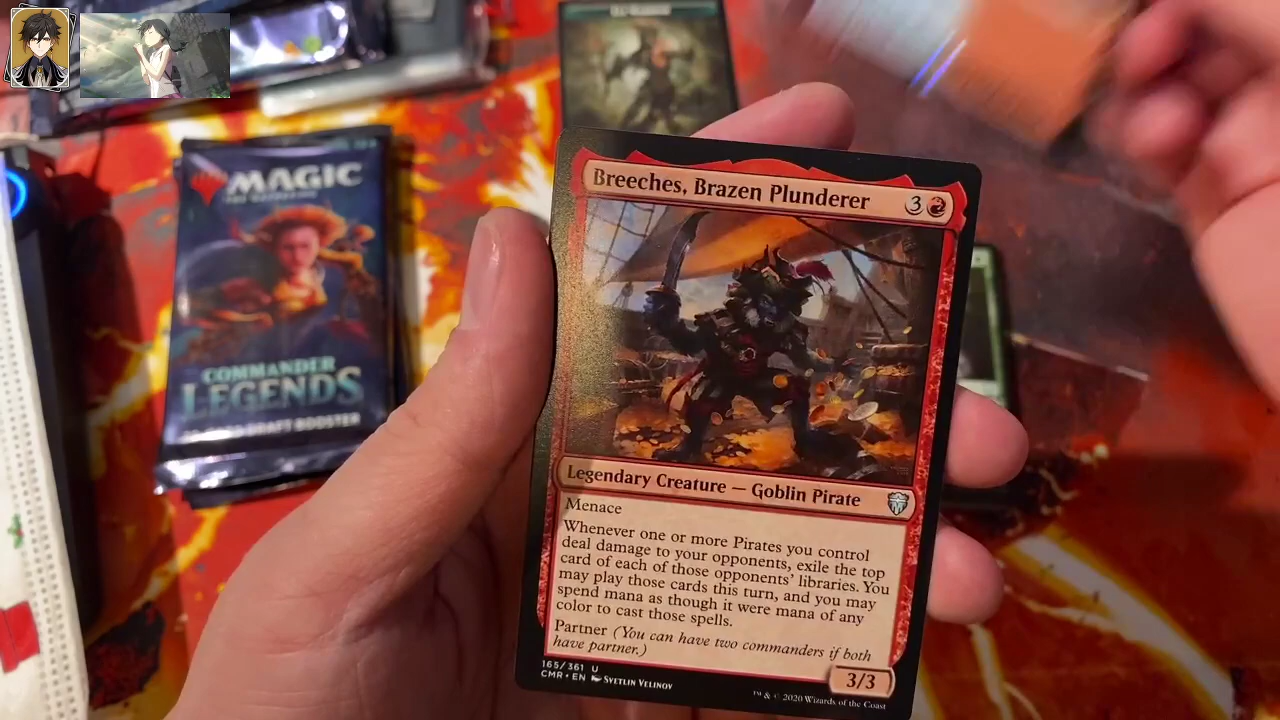 MAGIC
THE GATHERING
COMMANDER
LEGENDS
DRAFT BOOSTER
Breeches, Brazen Plunderer 3
Legendary Creature — Goblin Pirate
Menace
Whenever one or more Pirates you control
deal damage to your opponents, exile the top
card of each of those opponents' libraries. You
may play those cards this turn, and you may
spend mana as though it were mana of any
color to cast those spells.
Partner (You can have two commanders if both
have partner.)
3/3
165/361 U
CMR • EN Svetlin Velinov
™ & © 2020 Wizards of the Coast